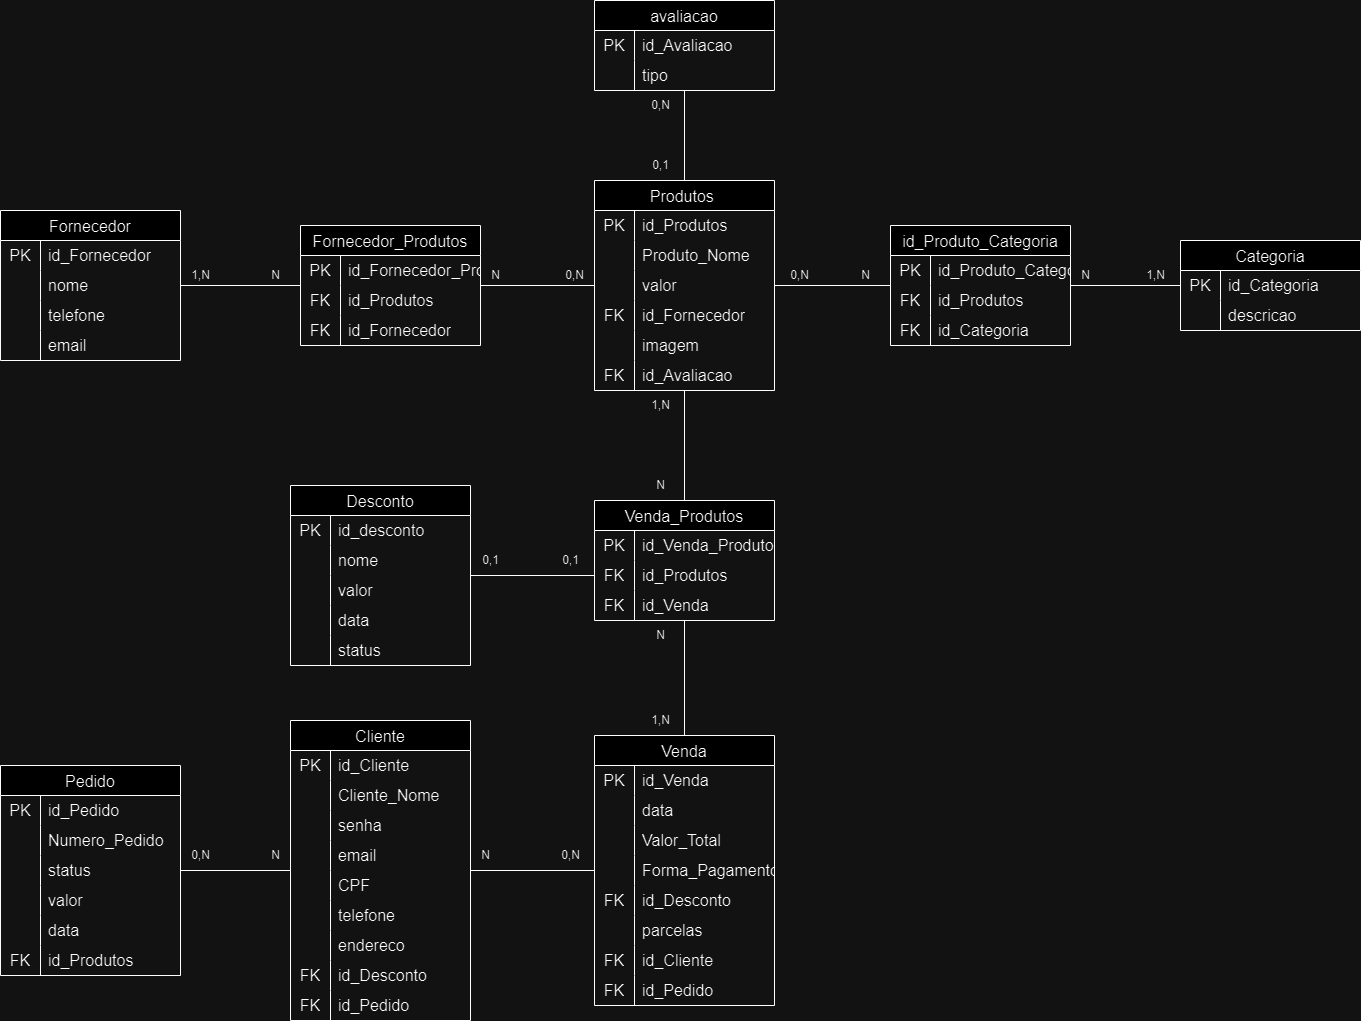 avaliacao
PK id_Avaliacao
tipo
0,N
0,1
Fornecedor
PK id_Fornecedor
nome
telefone
email
1,N
N
Fornecedor_Produtos
PK id_Fornecedor_Pro
FK id_Produtos
FK id_Fornecedor
N
0,N
Produtos
PK id_Produtos
Produto_Nome
valor
FK id_Fornecedor
imagem
FK id_Avaliacao
0,N
N
id_Produto_Categoria
PK id_Produto_Catego
FK id_Produtos
FK id_Categoria
N
1,N
Categoria
PK id_Categoria
descricao
1,N
N
Desconto
PK id_desconto
nome
valor
data
status
0,1
0,1
Venda_Produtos
PK id_Venda_Produto
FK id_Produtos
FK id_Venda
N
1,N
Pedido
PK id_Pedido
Numero_Pedido
status
valor
data
FK id_Produtos
0,N
N
Cliente
PK id_Cliente
Cliente_Nome
senha
email
CPF
telefone
endereco
FK id_Desconto
FK id_Pedido
N
0,N
Venda
PK id_Venda
data
Valor_Total
Forma_Pagamento
FK id_Desconto
parcelas
FK id_Cliente
FK id_Pedido